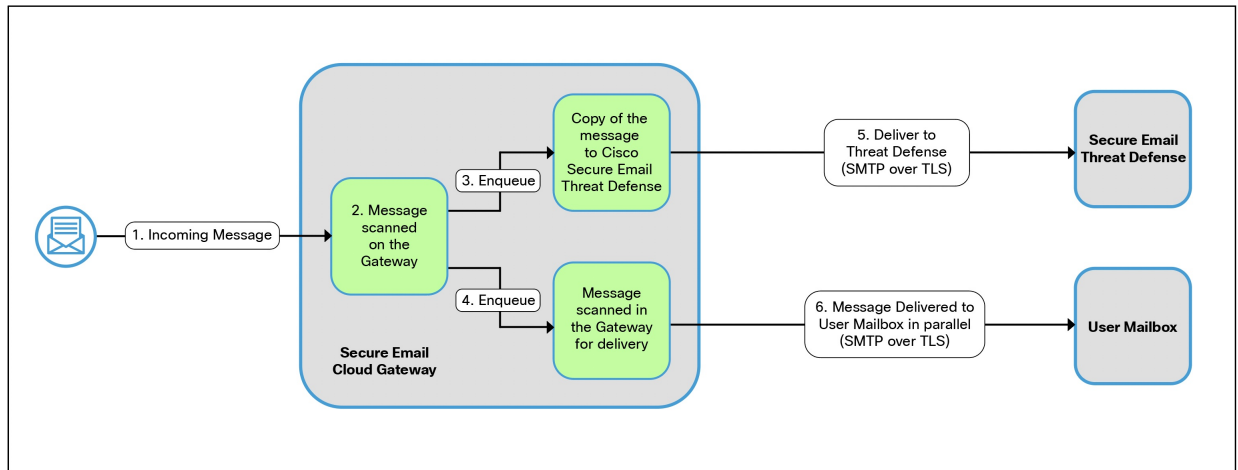 1. Incoming Message
2. Message
scanned
on the
Gateway
3. Enqueue
Copy of the
message
to Cisco
Secure Email
Threat Defense
4. Enqueue
Message
scanned in
the Gateway
for delivery
Secure Email
Cloud Gateway
5. Deliver to
Threat Defense
(SMTP over TLS)
Secure Email
Threat Defense
6. Message Delivered to
User Mailbox in parallel
(SMTP over TLS)
User Mailbox